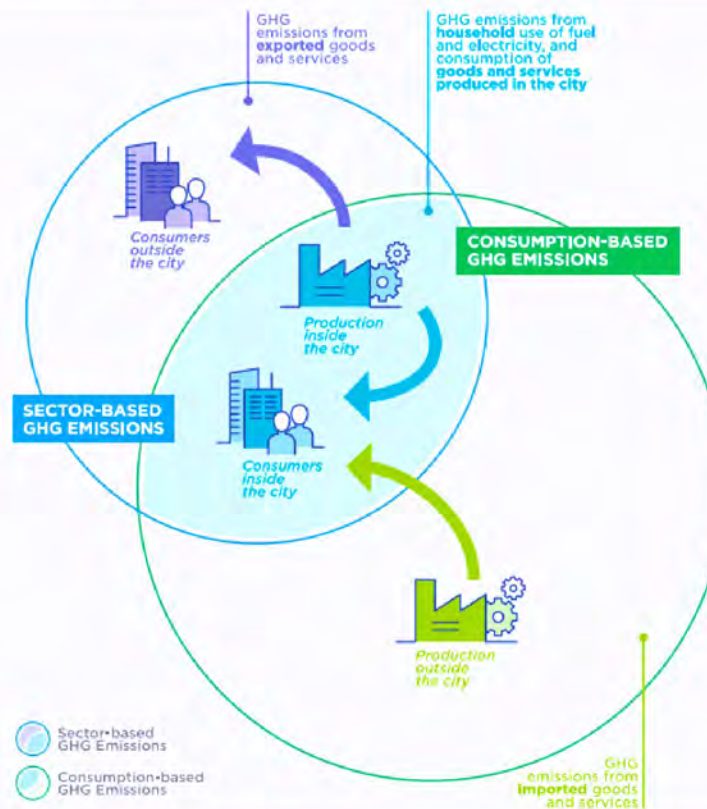 GHG
emissions from
exported goods
and services
GHG emissions from
household use of fuel
and electricity, and
consumption of
goods and services
produced in the city
Consumers
outside
the city
CONSUMPTION-BASED
GHG EMISSIONS
Production
inside
the city
SECTOR-BASED
GHG EMISSIONS
Consumers
inside
the city
Production
outside
the city
Sector-based
GHG Emissions
Consumption-based
GHG Emissions
GHG
emissions from
imported goods
and services